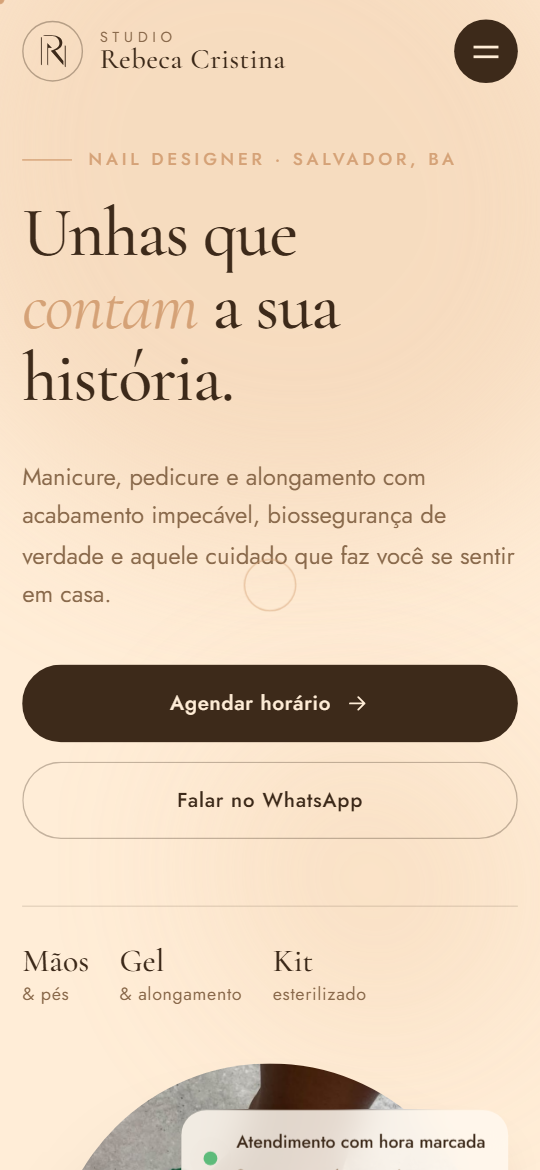 R
STUDIO
Rebeca Cristina
NAIL DESIGNER · SALVADOR, BA
Unhas que
contam a sua
história.
Manicure, pedicure e alongamento com
acabamento impecável, biossegurança de
verdade e aquele cuidado que faz você se sentir
em casa.
Agendar horário →
Falar no WhatsApp
Mãos
& pés
Gel
& alongamento
Kit
esterilizado
Atendimento com hora marcada